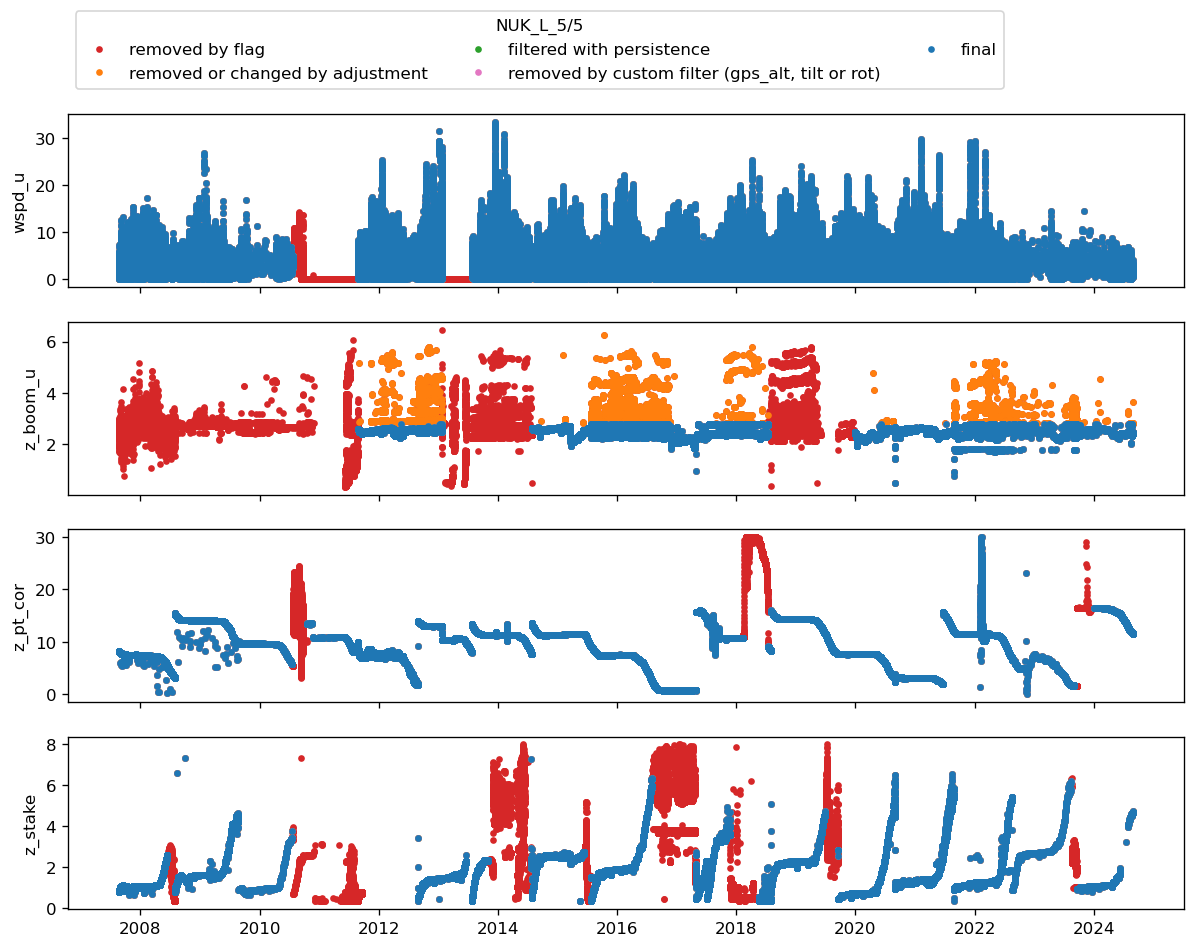 NUK_L_5/5
removed by flag
removed or changed by adjustment
filtered with persistence
removed by custom filter (gps_alt, tilt or rot)
final
wspd_u
30
20
10
0
z_boom_u
6
4
2
z_pt_cor
30
20
10
0
z_stake
8
6
4
2
0
2008 2010 2012 2014 2016 2018 2020 2022 2024